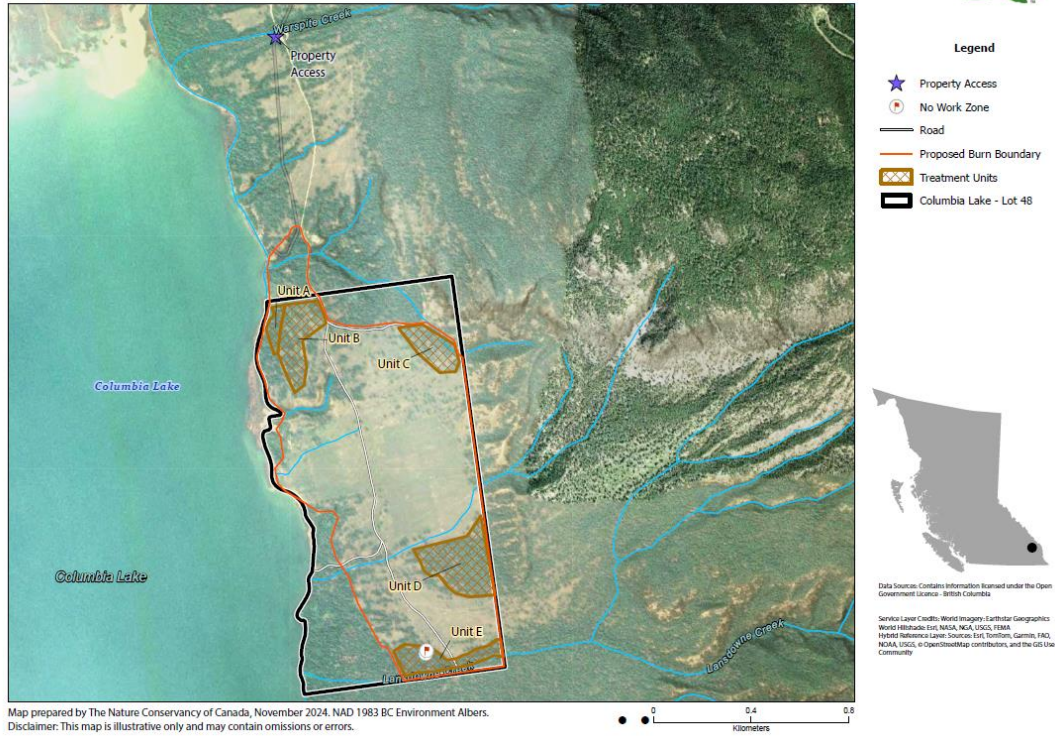 Warspite Creek
Property
Access
Unit A
Unit B
Unit C
Columbia Lake
Columbia Lake
Unit D
Unit E
Lansdowne Creek
Lansdowne Creek
Legend
Property Access
No Work Zone
Road
Proposed Burn Boundary
Treatment Units
Columbia Lake - Lot 48
Data Sources: Contains information licensed under the Open
Government Licence - British Columbia
Service Layer Credits: World Imagery: Earthstar Geographics
World Hillshade: Esri, NASA, NGA, USGS, FEMA
Hybrid Reference Layer: Sources: Esri, TomTom, Garmin, FAO,
NOAA, USGS, © OpenStreetMap contributors, and the GIS User
Community
Map prepared by The Nature Conservancy of Canada, November 2024. NAD 1983 BC Environment Albers.
Disclaimer: This map is illustrative only and may contain omissions or errors.
0 0.4 0.8
Kilometers